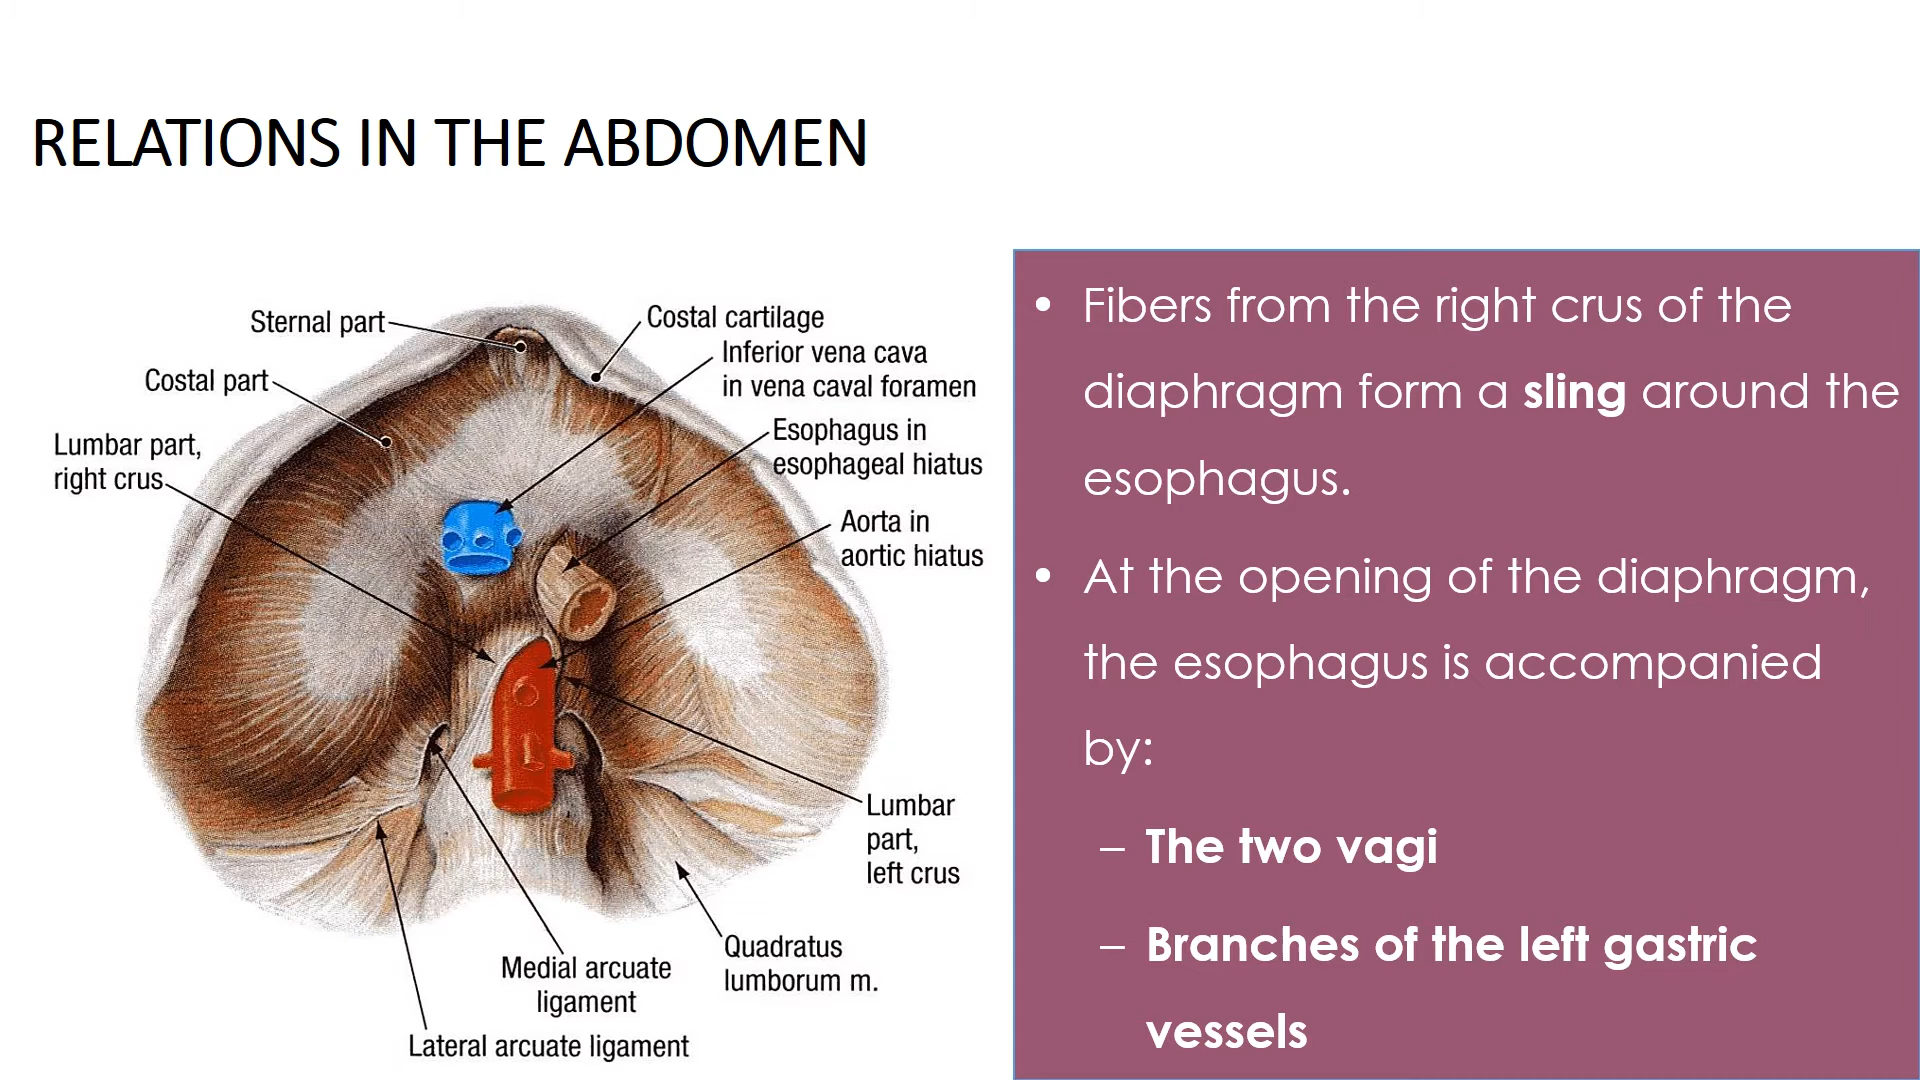 RELATIONS IN THE ABDOMEN
Sternal part
Costal cartilage
Inferior vena cava
in vena caval foramen
Costal part
Esophagus in
esophageal hiatus
Lumbar part,
right crus
Aorta in
aortic hiatus
Lumbar
part,
left crus
Quadratus
lumborum m.
Medial arcuate
ligament
Lateral arcuate ligament
• Fibers from the right crus of the
diaphragm form a sling around the
esophagus.
• At the opening of the diaphragm,
the esophagus is accompanied
by:
– The two vagi
– Branches of the left gastric
vessels